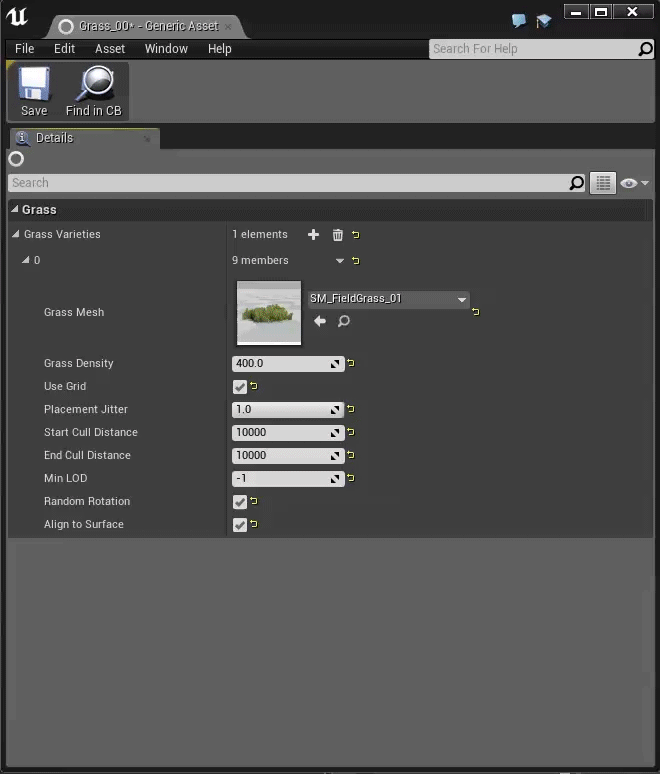 Grass_00* - Generic Asset
File Edit Asset Window Help
Search For Help
Save Find in CB
Details
Search
Grass
Grass Varieties 1 elements
0 9 members
Grass Mesh SM_FieldGrass_01
Grass Density 400.0
Use Grid
Placement Jitter 1.0
Start Cull Distance 10000
End Cull Distance 10000
Min LOD -1
Random Rotation
Align to Surface